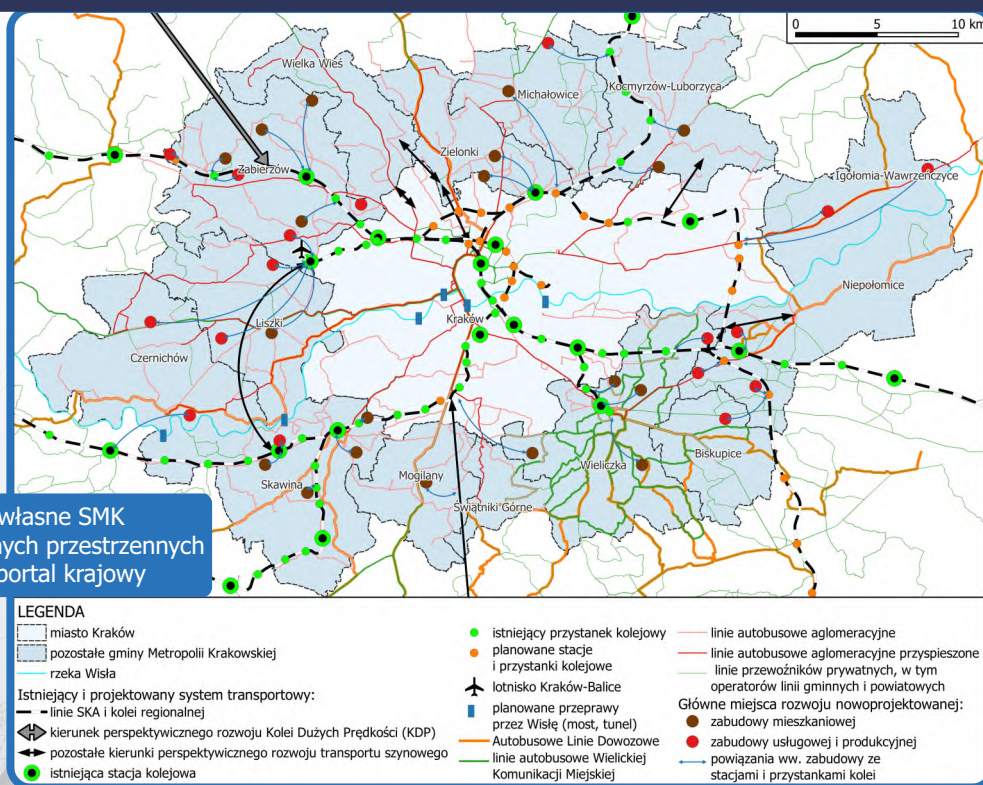 0 5 10 km
Wielka Wieś
Michałowice
Kocmyrzów-Luborzyca
Zielonki
Zabierzów
Igołomia-Wawrzeńczyce
Niepołomice
Kraków
Liszki
Czernichów
Wieliczka
Biskupice
Mogilany
Skawina
Świątniki Górne
własne SMK
nych przestrzennych
portal krajowy
LEGENDA
miasto Kraków
pozostałe gminy Metropolii Krakowskiej
rzeka Wisła
Istniejący i projektowany system transportowy:
linie SKA i kolei regionalnej
kierunek perspektywicznego rozwoju Kolei Dużych Prędkości (KDP)
pozostałe kierunki perspektywicznego rozwoju transportu szynowego
istniejąca stacja kolejowa
istniejący przystanek kolejowy
planowane stacje
i przystanki kolejowe
lotnisko Kraków-Balice
planowane przeprawy
przez Wisłę (most, tunel)
Autobusowe Linie Dowozowe
linie autobusowe Wielickiej
Komunikacji Miejskiej
linie autobusowe aglomeracyjne
linie autobusowe aglomeracyjne przyspieszone
linie przewoźników prywatnych, w tym
operatorów linii gminnych i powiatowych
Główne miejsca rozwoju nowoprojektowanej:
zabudowy mieszkaniowej
zabudowy usługowej i produkcyjnej
powiązania ww. zabudowy ze
stacjami i przystankami kolei